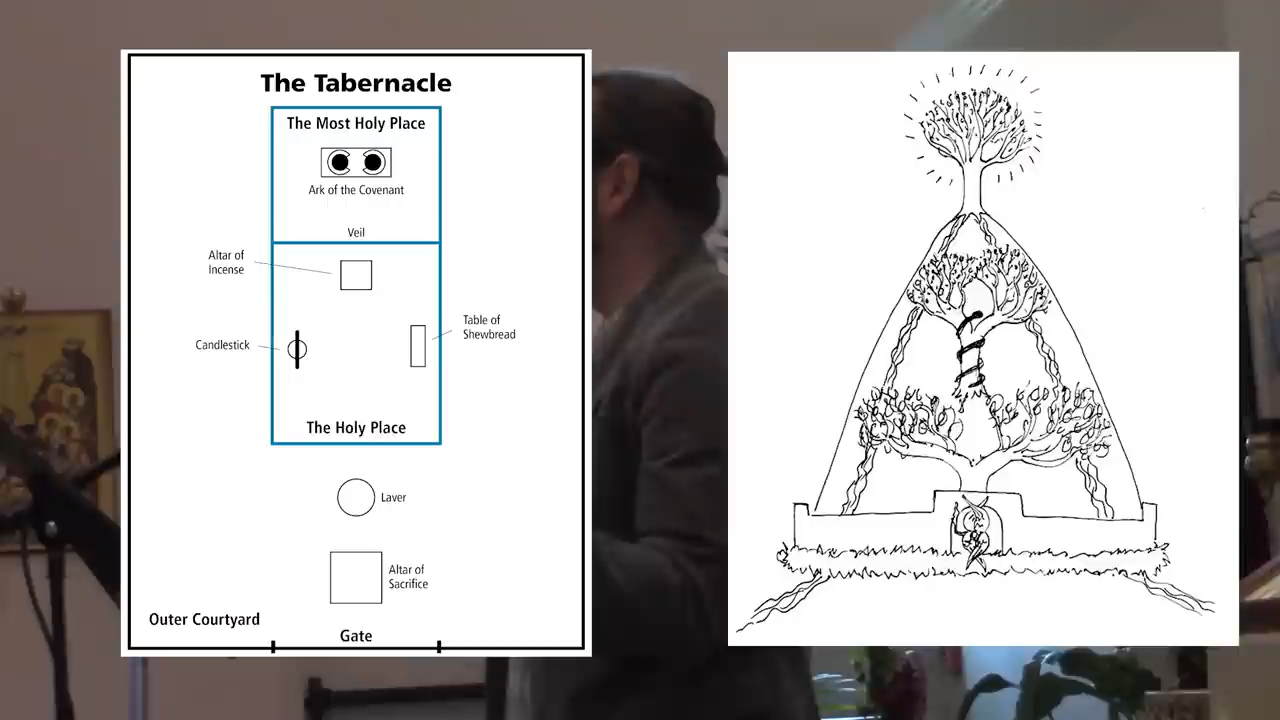 The Tabernacle
The Most Holy Place
Ark of the Covenant
Veil
Altar of
Incense
Table of
Shewbread
Candlestick
The Holy Place
Laver
Altar of
Sacrifice
Outer Courtyard
Gate